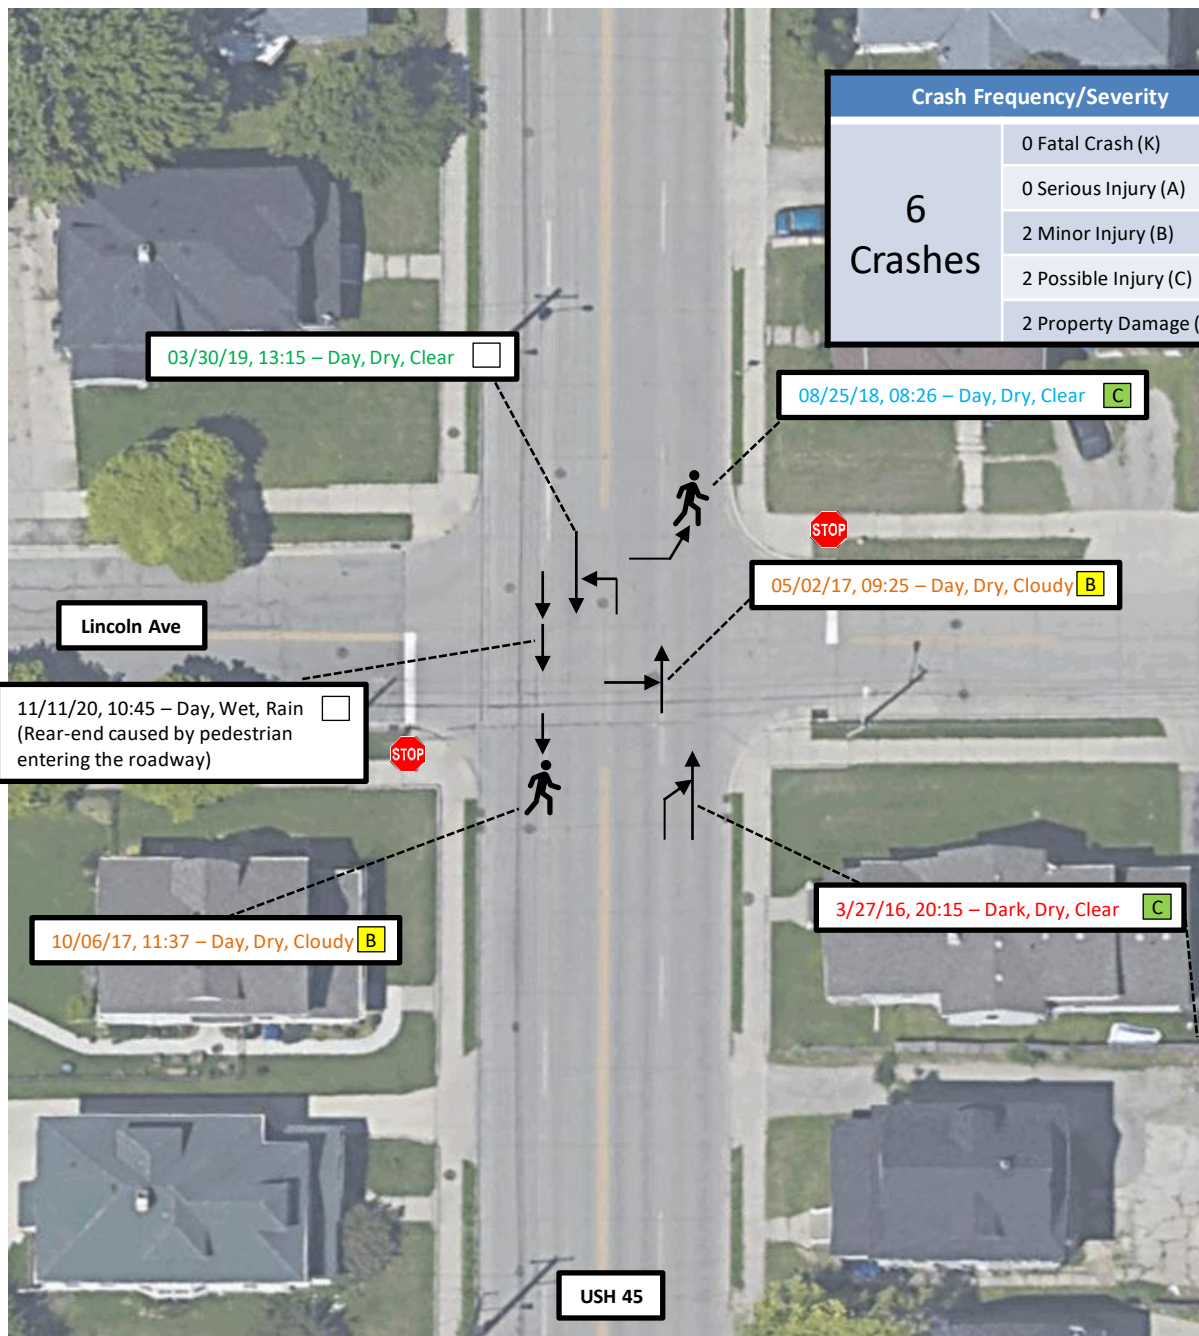 Crash Frequency/Severity
6
Crashes
0 Fatal Crash (K)
0 Serious Injury (A)
2 Minor Injury (B)
2 Possible Injury (C)
2 Property Damage (
03/30/19, 13:15 – Day, Dry, Clear
08/25/18, 08:26 – Day, Dry, Clear C
STOP
05/02/17, 09:25 – Day, Dry, Cloudy B
Lincoln Ave
11/11/20, 10:45 – Day, Wet, Rain
(Rear-end caused by pedestrian
entering the roadway)
STOP
3/27/16, 20:15 – Dark, Dry, Clear C
10/06/17, 11:37 – Day, Dry, Cloudy B
USH 45